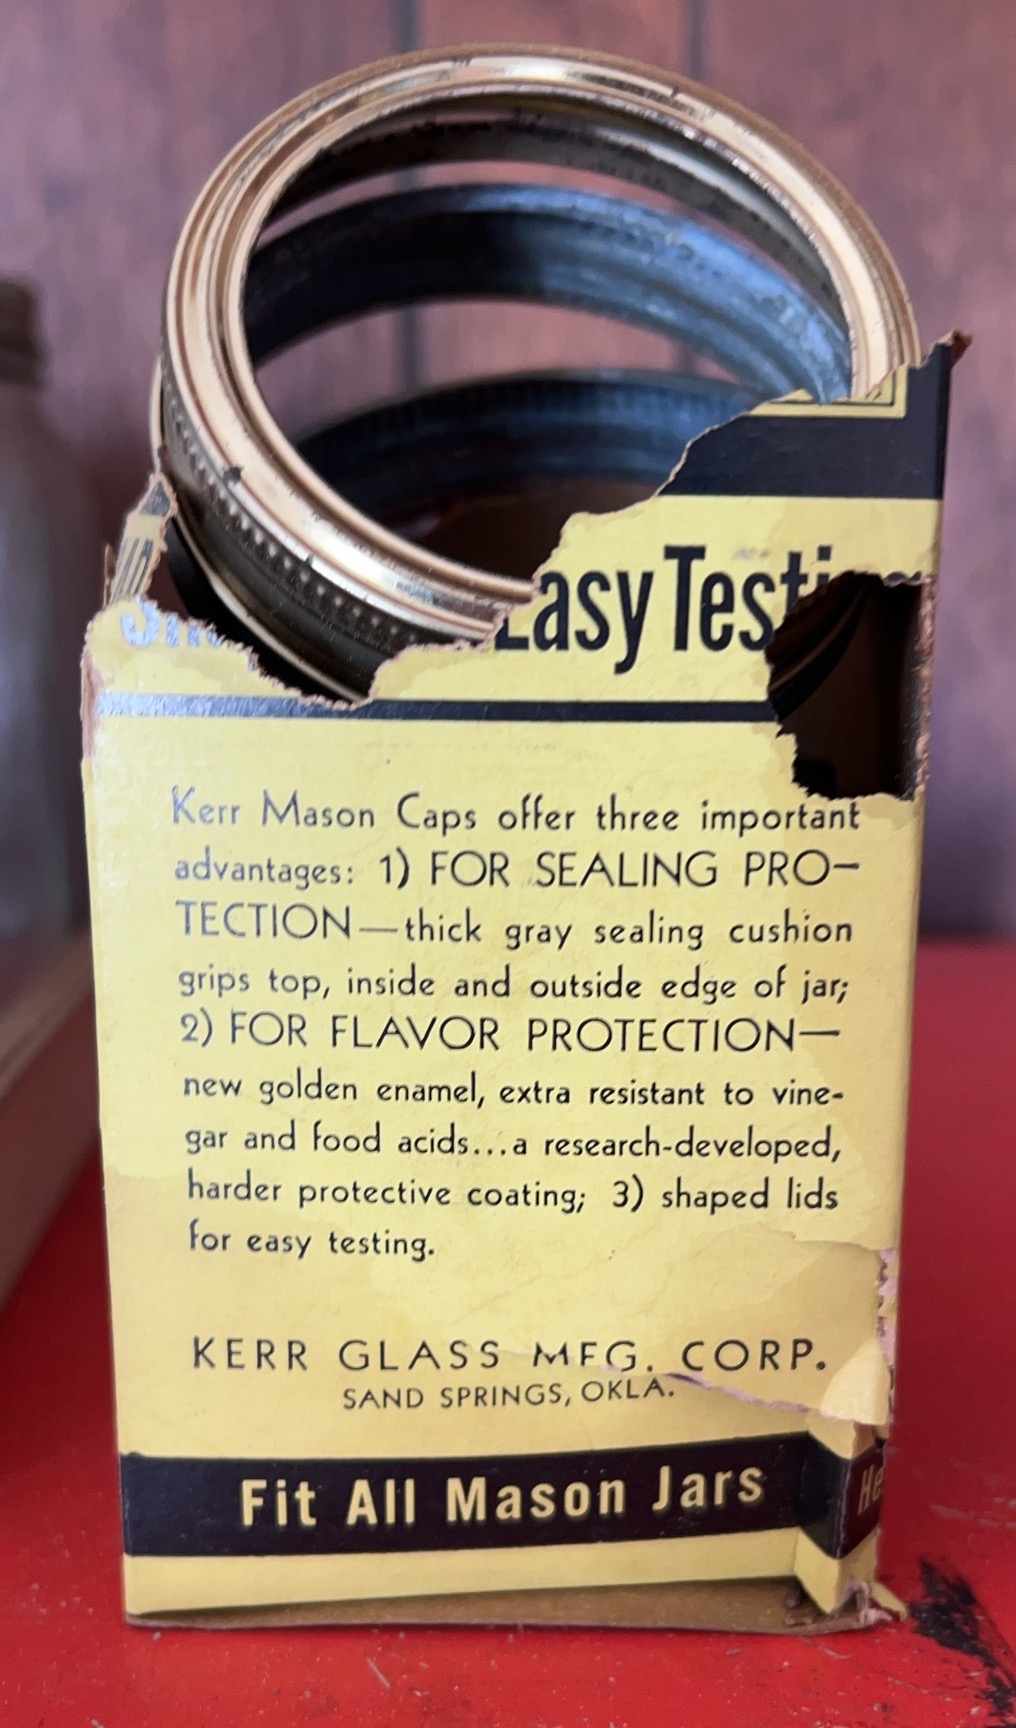 Easy Testi
Kerr Mason Caps offer three important
advantages: 1) FOR SEALING PRO-
TECTION—thick gray sealing cushion
grips top, inside and outside edge of jar;
2) FOR FLAVOR PROTECTION—
new golden enamel, extra resistant to vine-
gar and food acids...a research-developed,
harder protective coating; 3) shaped lids
for easy testing.
KERR GLASS MFG. CORP.
SAND SPRINGS, OKLA.
Fit All Mason Jars
He